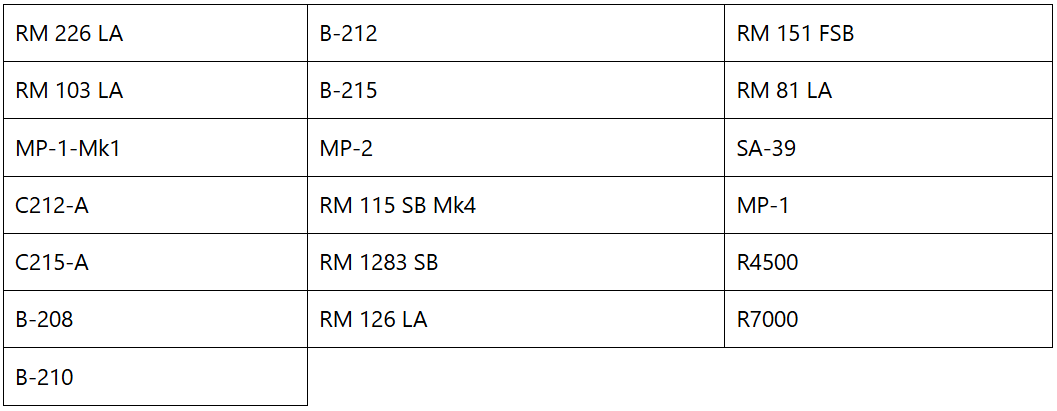 RM 226 LA B-212 RM 151 FSB
RM 103 LA B-215 RM 81 LA
MP-1-Mk1 MP-2 SA-39
C212-A RM 115 SB Mk4 MP-1
C215-A RM 1283 SB R4500
B-208 RM 126 LA R7000
B-210